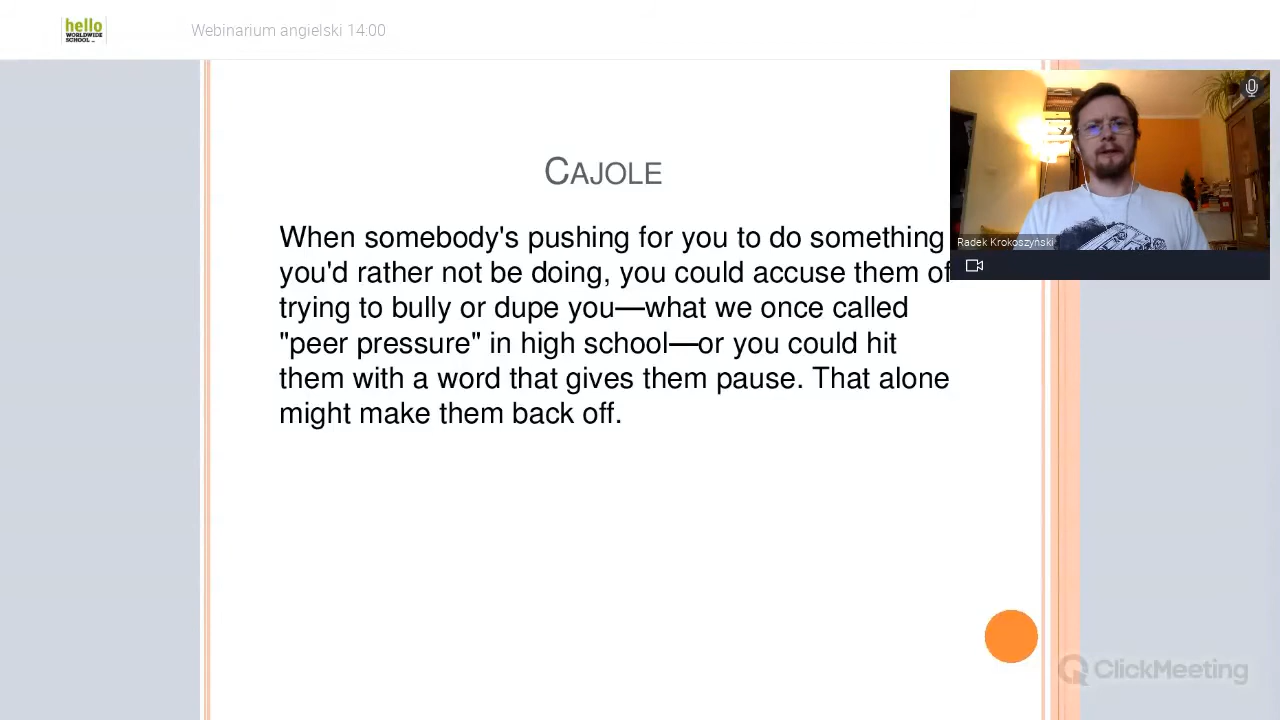 hello
WORLDWIDE
SCHOOL
Webinarium angielski 14:00
CAJOLE
When somebody's pushing for you to do something
you'd rather not be doing, you could accuse them of
trying to bully or dupe you—what we once called
"peer pressure" in high school—or you could hit
them with a word that gives them pause. That alone
might make them back off.
Radek Krokoszyński
ClickMeeting